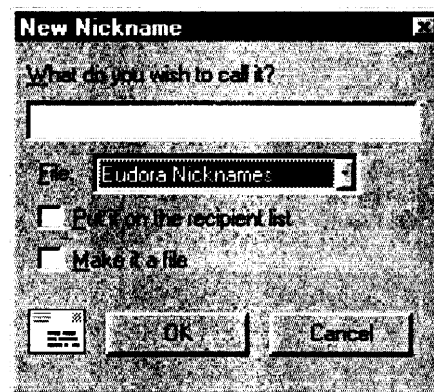 New Nickname
What do you wish to call it?
File: Eudora Nicknames
Put it on the recipient list
Make it a file
OK Cancel